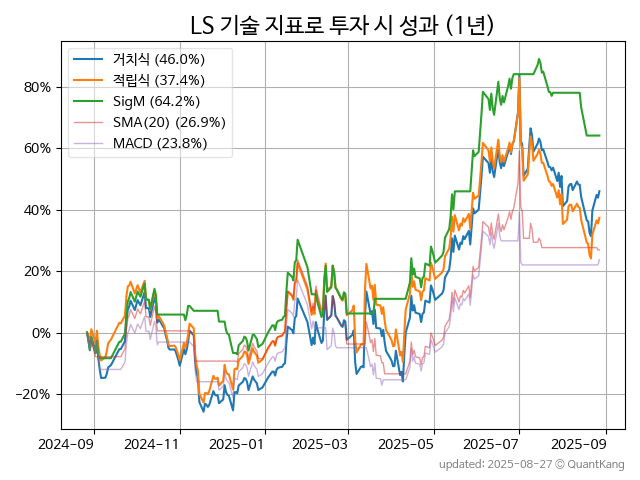 LS 기술 지표로 투자 시 성과 (1년)
거치식 (46.0%)
적립식 (37.4%)
SigM (64.2%)
SMA(20) (26.9%)
MACD (23.8%)
80%
60%
40%
20%
0%
−20%
2024-09 2024-11 2025-01 2025-03 2025-05 2025-07 2025-09
updated: 2025-08-27 © QuantKang